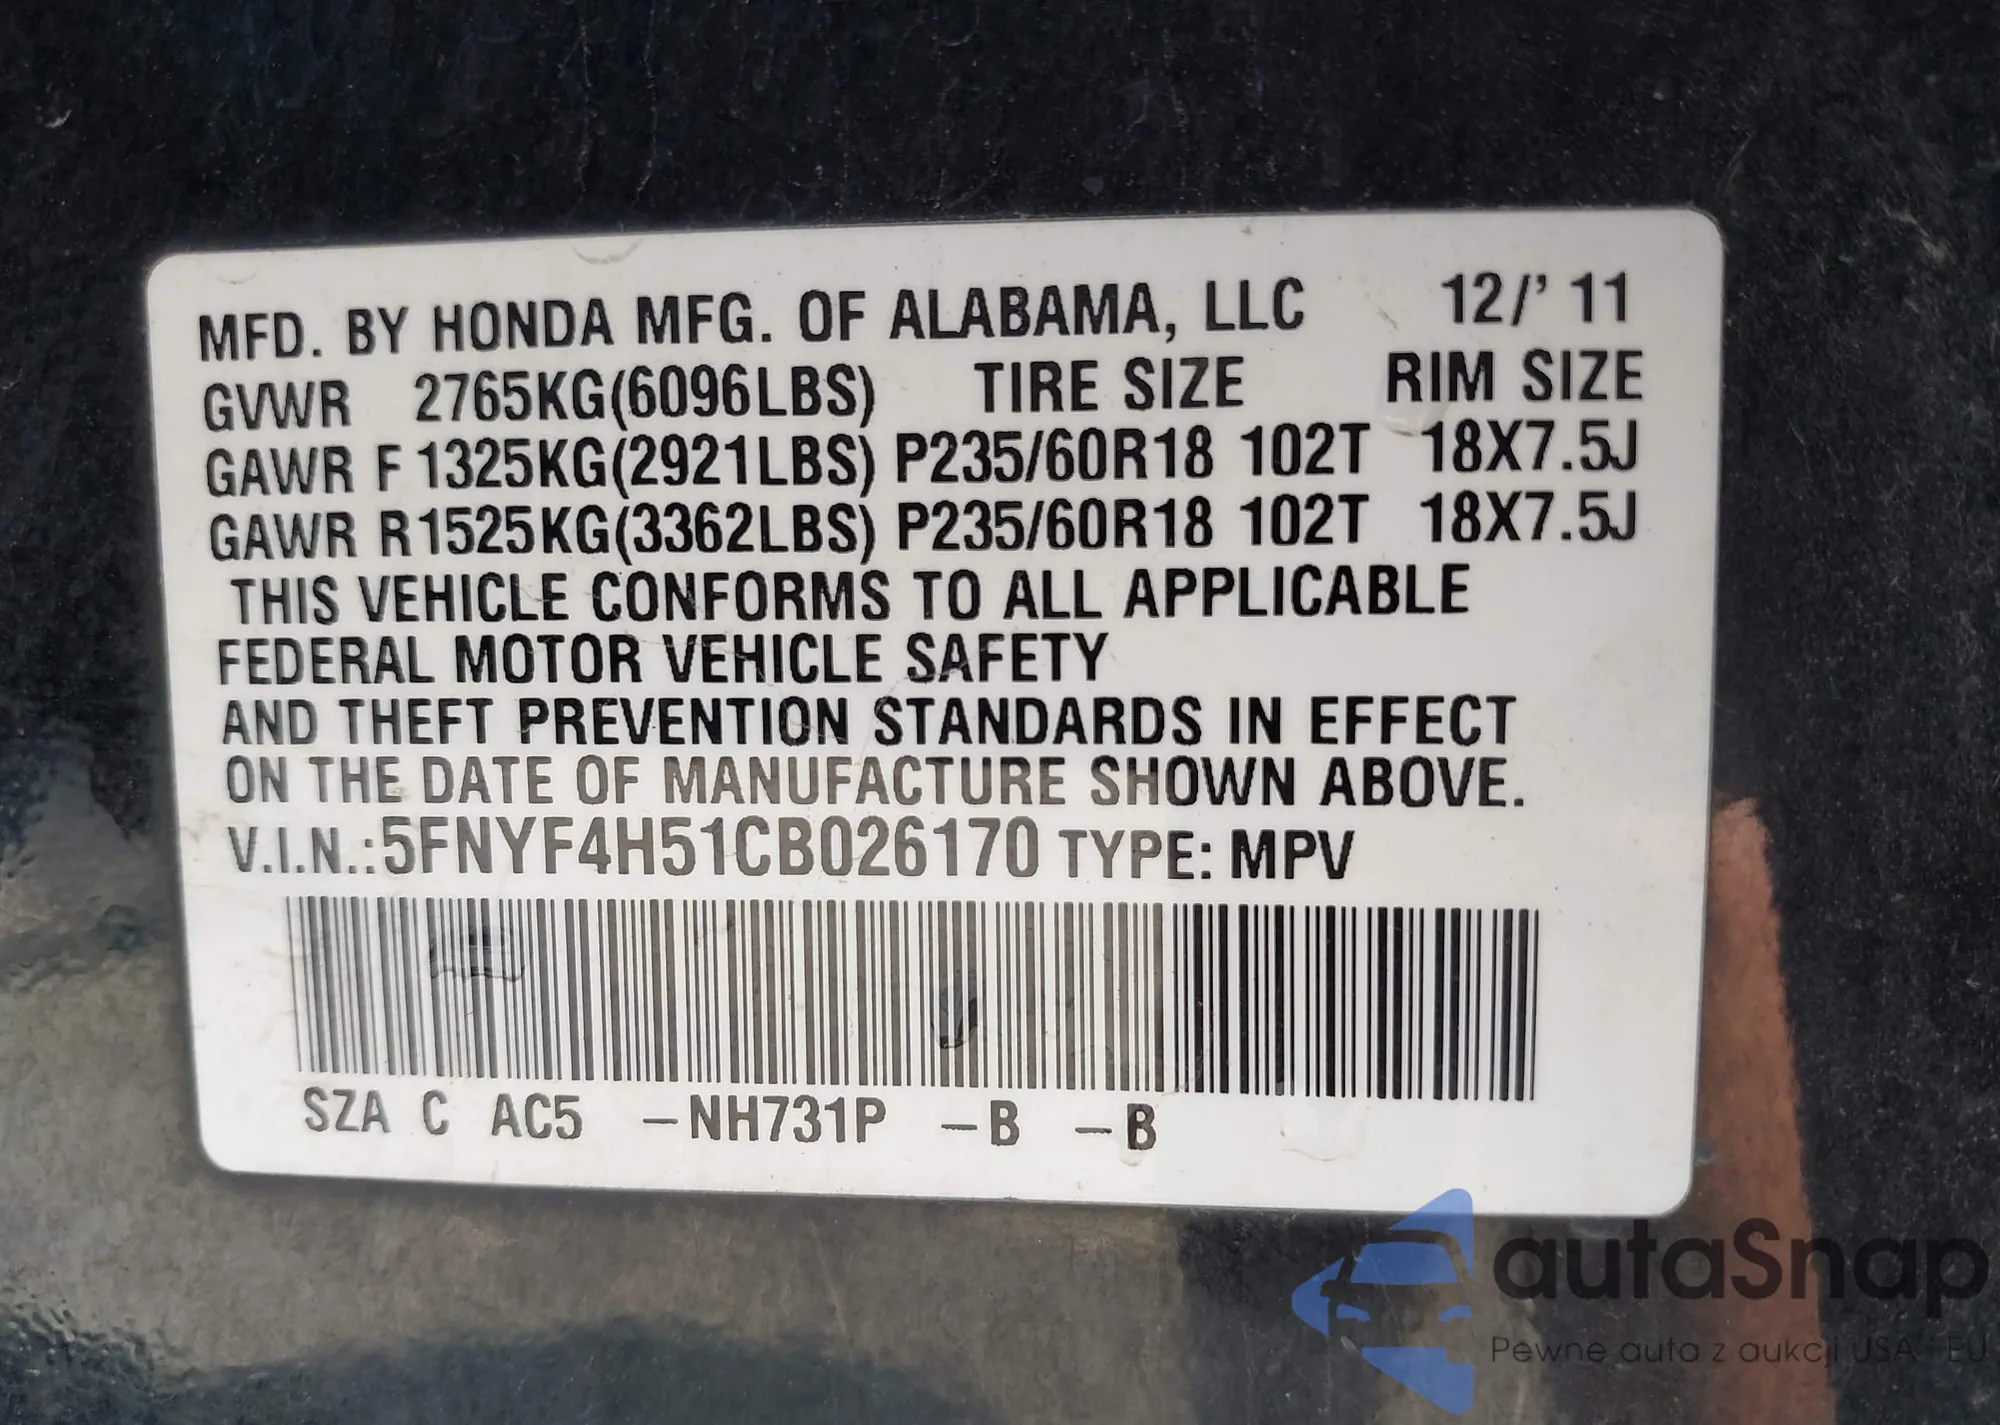 MFD. BY HONDA MFG. OF ALABAMA, LLC 12/' 11
GVWR 2765KG(6096LBS) TIRE SIZE RIM SIZE
GAWR F 1325KG(2921LBS) P235/60R18 102T 18X7.5J
GAWR R 1525KG(3362LBS) P235/60R18 102T 18X7.5J
THIS VEHICLE CONFORMS TO ALL APPLICABLE
FEDERAL MOTOR VEHICLE SAFETY
AND THEFT PREVENTION STANDARDS IN EFFECT
ON THE DATE OF MANUFACTURE SHOWN ABOVE.
V.I.N.:5FNYF4H51CB026170 TYPE: MPV
SZA C AC5 –NH731P –B –B
autaSnap
Pewne auta z aukcji USA - EU